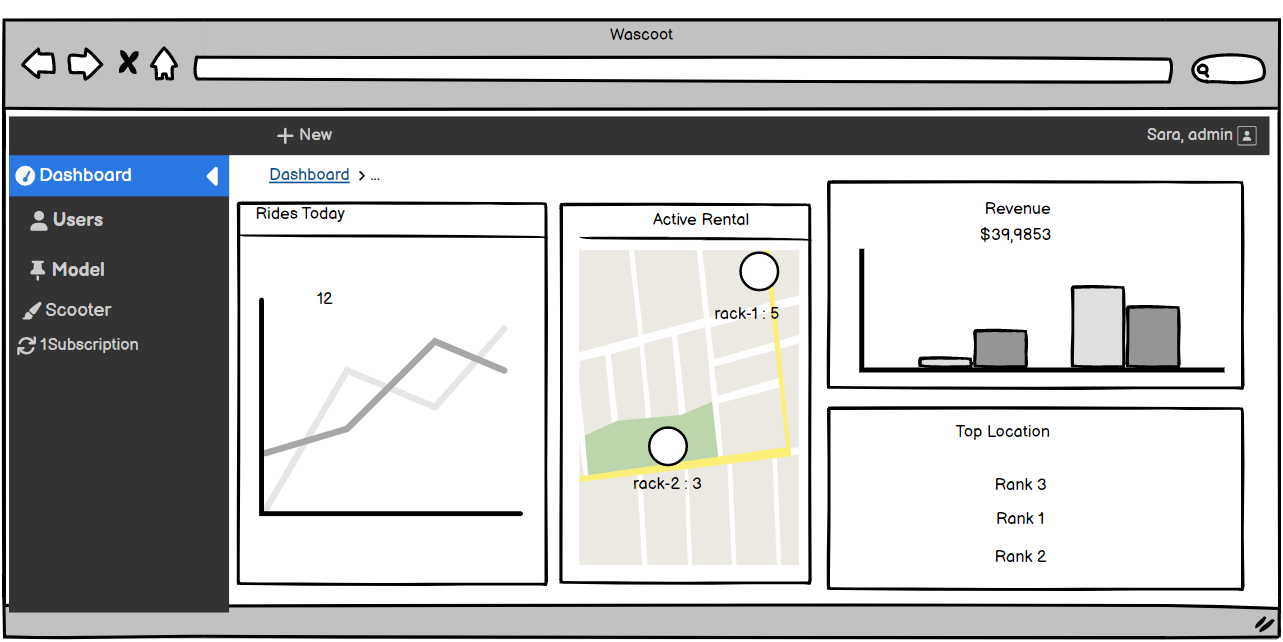 Wascoot
+ New
Sara, admin
Dashboard
Users
Model
Scooter
1Subscription
Dashboard > ...
Rides Today
12
Active Rental
rack-1 : 5
rack-2 : 3
Revenue
$39,9853
Top Location
Rank 3
Rank 1
Rank 2